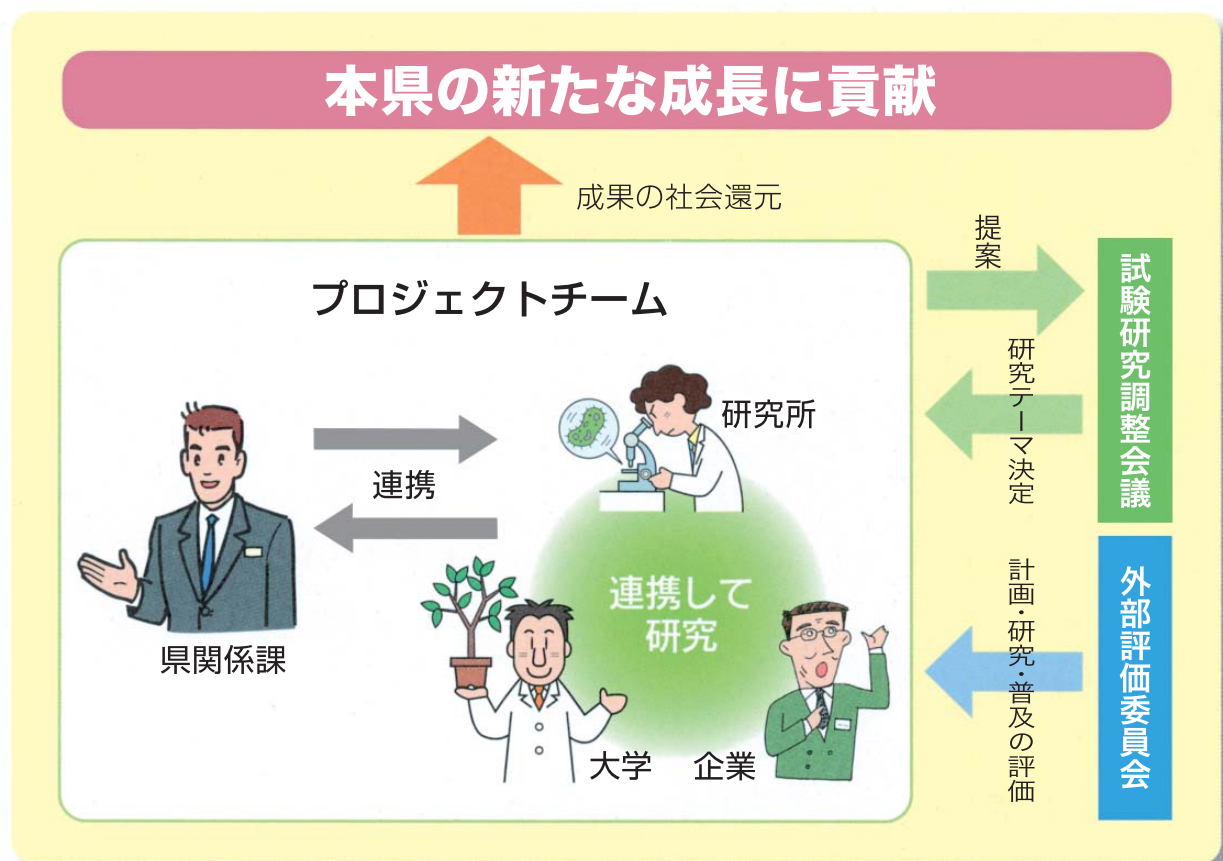 本県の新たな成長に貢献
成果の社会還元
プロジェクトチーム
県関係課
連携
研究所
連携して
研究
大学
企業
提案
研究テーマ決定
計画・研究・普及の評価
試験研究調整会議
外部評価委員会